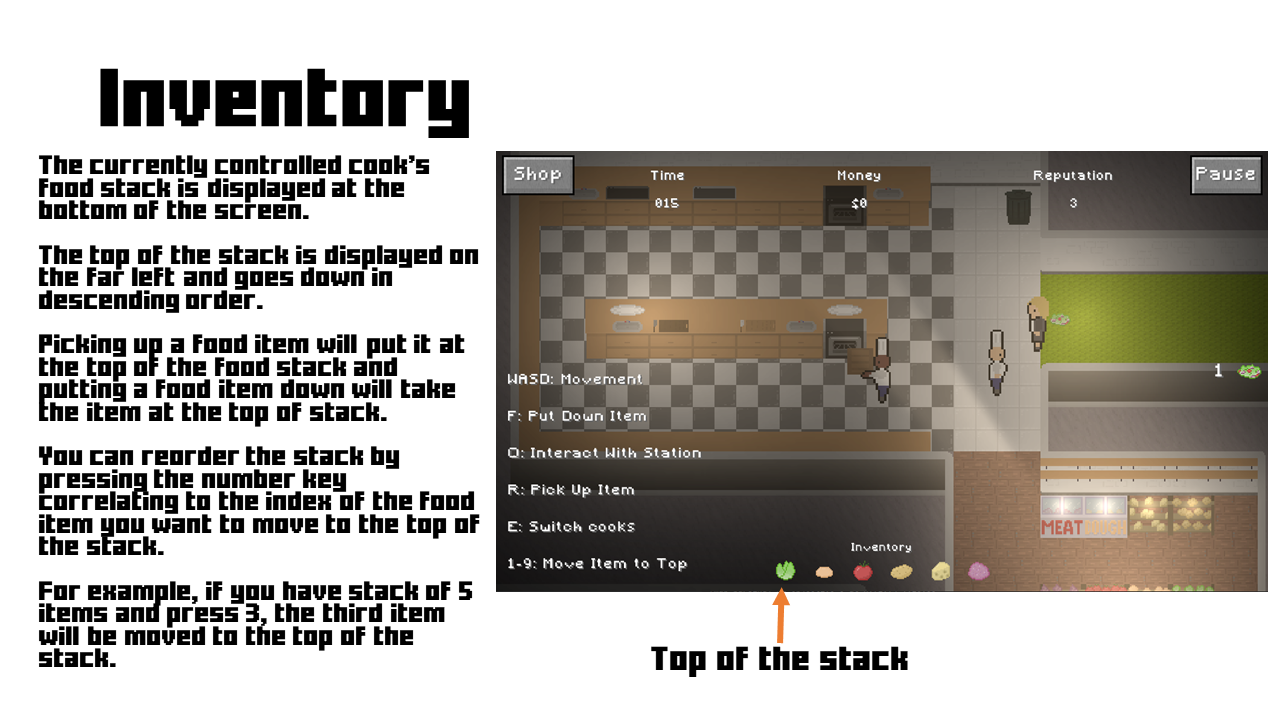 Inventory
The currently controlled cook's
food stack is displayed at the
bottom of the screen.
The top of the stack is displayed on
the far left and goes down in
descending order.
Picking up a food item will put it at
the top of the food stack and
putting a food item down will take
the item at the top of stack.
You can reorder the stack by
pressing the number key
correlating to the index of the food
item you want to move to the top of
the stack.
For example, if you have stack of 5
items and press 3, the third item
will be moved to the top of the
stack.
Shop
Time
Money
Reputation
Pause
015
$0
3
1
WASD: Movement
F: Put Down Item
Q: Interact With Station
R: Pick Up Item
E: Switch cooks
1-9: Move Item to Top
MEAT
Inventory
Top of the stack